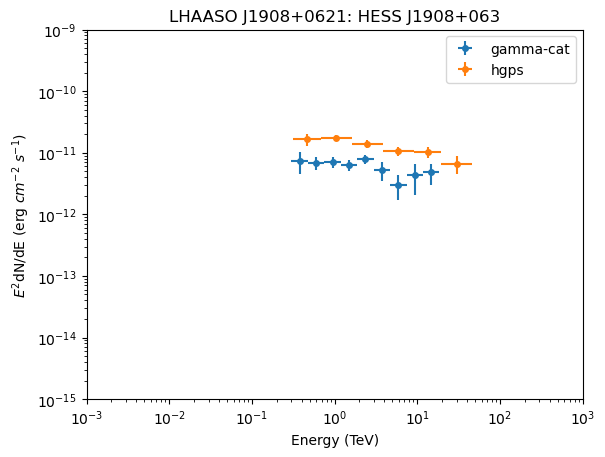 LHAASO J1908+0621: HESS J1908+063
gamma-cat
hgps
10^-9
10^-10
10^-11
10^-12
10^-13
10^-14
10^-15
E^2dN/dE (erg cm^-2 s^-1)
10^-3 10^-2 10^-1 10^0 10^1 10^2 10^3
Energy (TeV)